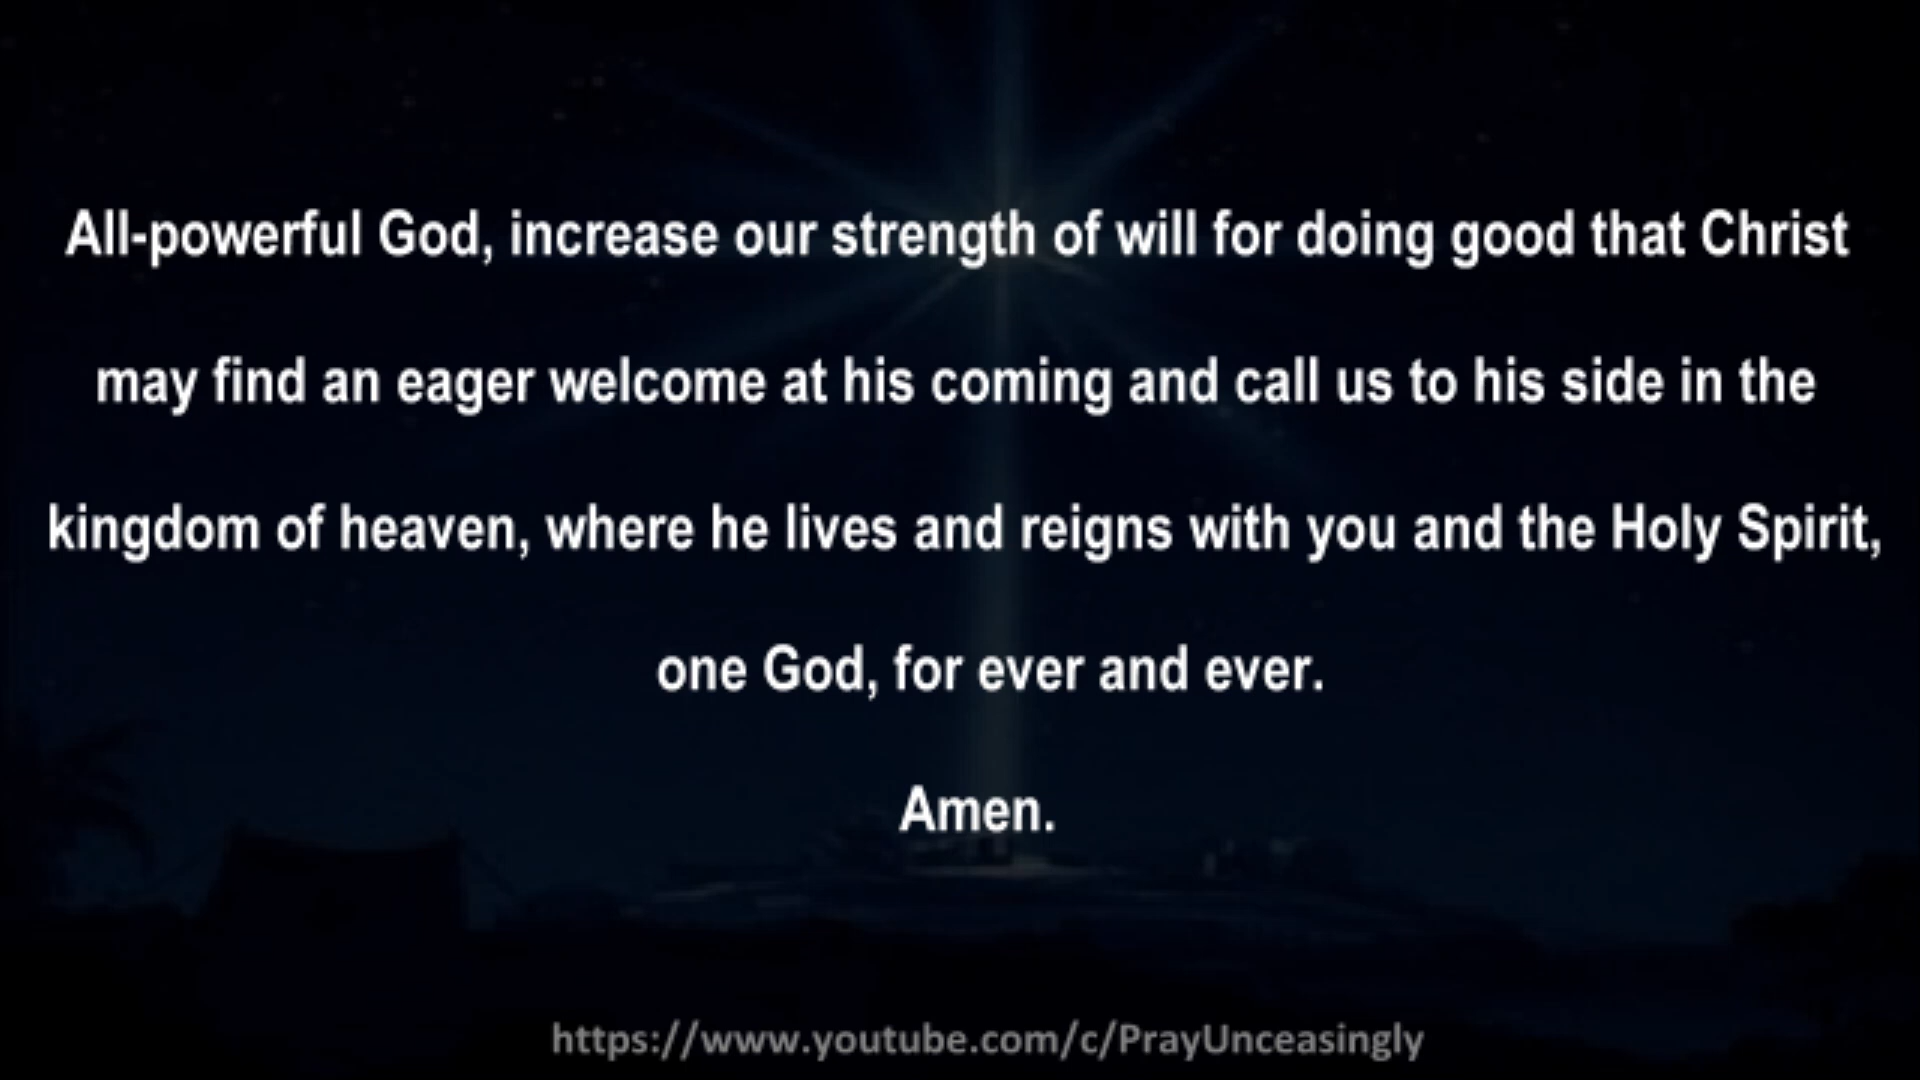 All-powerful God, increase our strength of will for doing good that Christ
may find an eager welcome at his coming and call us to his side in the
kingdom of heaven, where he lives and reigns with you and the Holy Spirit,
one God, for ever and ever.
Amen.
https://www.youtube.com/c/PrayUnceasingly